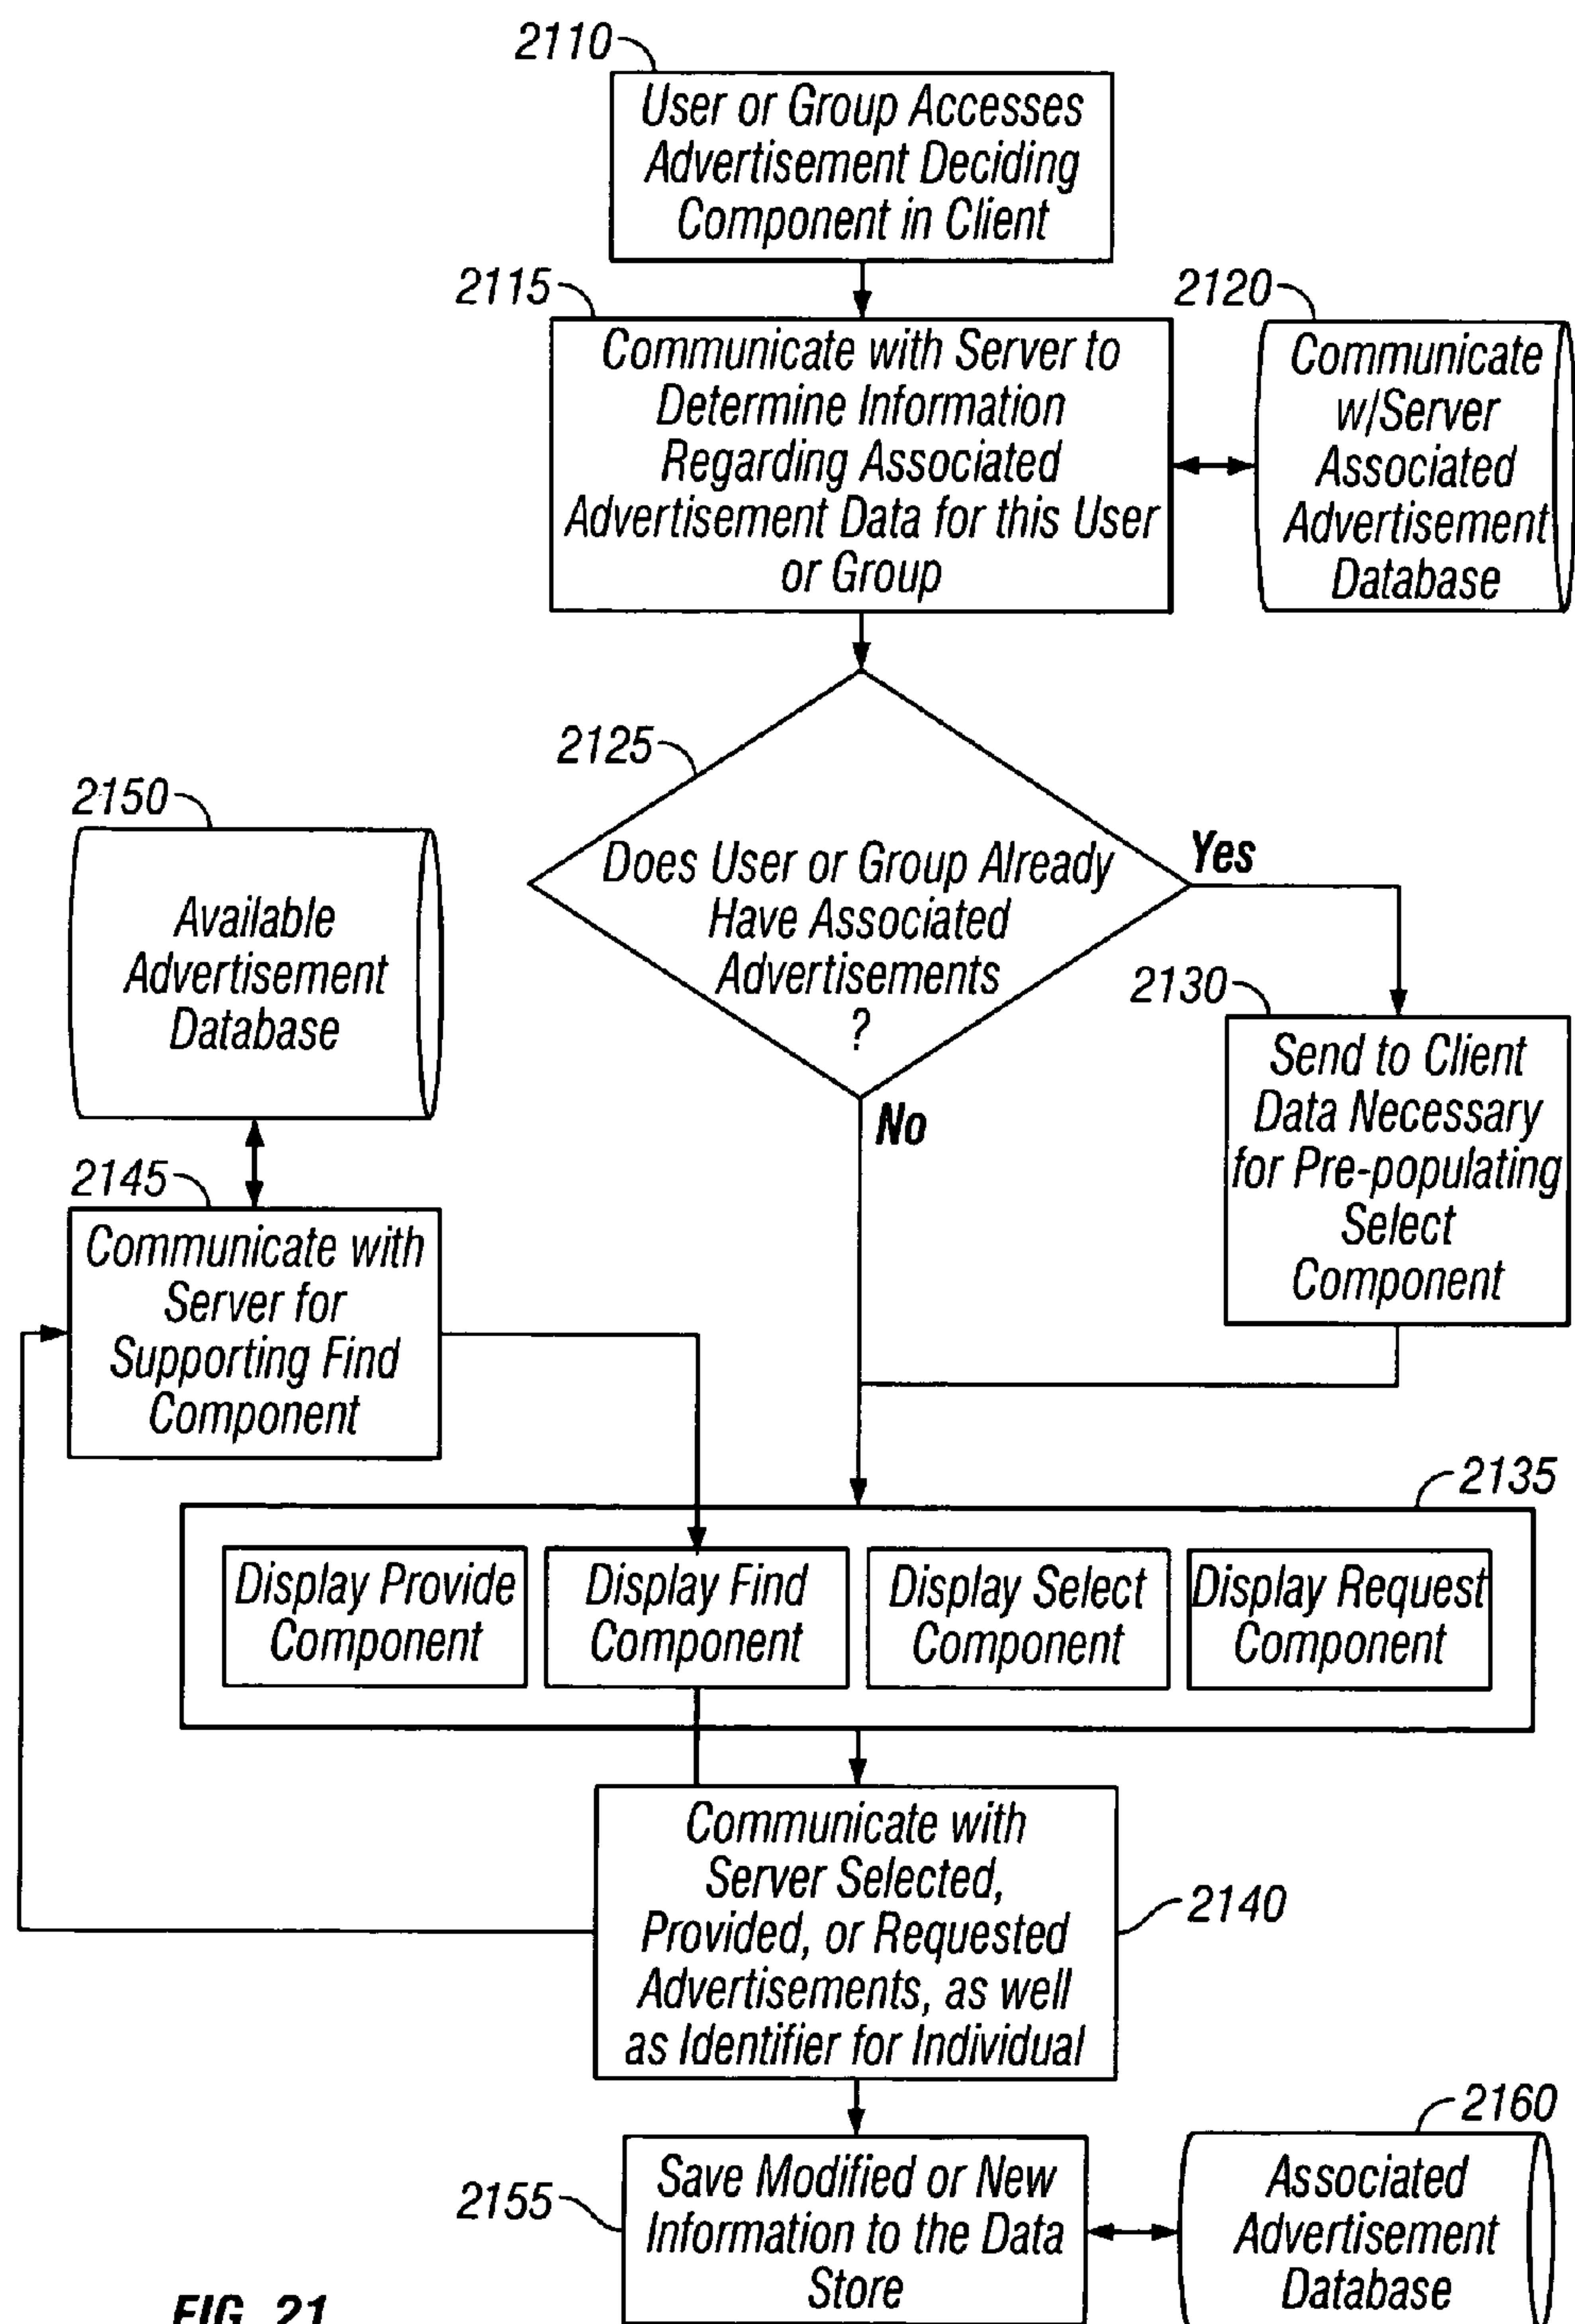 2110
User or Group Accesses
Advertisement Deciding
Component in Client
2115
Communicate with Server to
Determine Information
Regarding Associated
Advertisement Data for this User
or Group
2120
Communicate
w/Server
Associated
Advertisement
Database
2125
Does User or Group Already
Have Associated
Advertisements
?
Yes
No
2130
Send to Client
Data Necessary
for Pre-populating
Select
Component
2150
Available
Advertisement
Database
2145
Communicate with
Server for
Supporting Find
Component
2135
Display Provide
Component
Display Find
Component
Display Select
Component
Display Request
Component
2140
Communicate with
Server Selected,
Provided, or Requested
Advertisements, as well
as Identifier for Individual
2155
Save Modified or New
Information to the Data
Store
2160
Associated
Advertisement
Database
FIG. 21